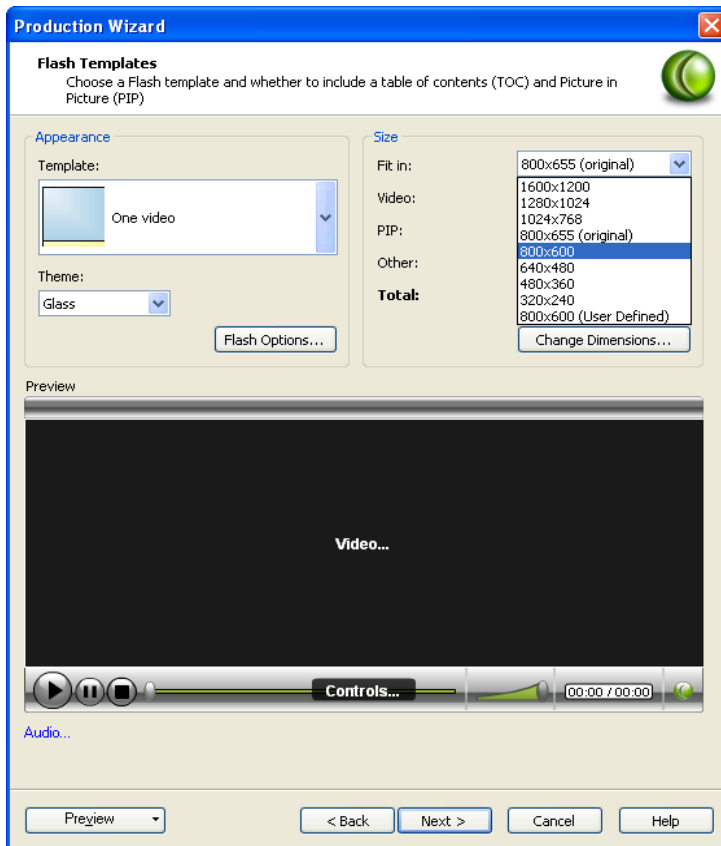 Production Wizard
Flash Templates
Choose a Flash template and whether to include a table of contents (TOC) and Picture in
Picture (PIP)
Appearance
Template:
One video
Theme:
Glass
Flash Options...
Size
Fit in:
800x655 (original)
Video:
PIP:
Other:
Total:
1600x1200
1280x1024
1024x768
800x655 (original)
800x600
640x480
480x360
320x240
800x600 (User Defined)
Change Dimensions...
Preview
Video...
Controls...
00:00 / 00:00
Audio...
Preview
< Back
Next >
Cancel
Help